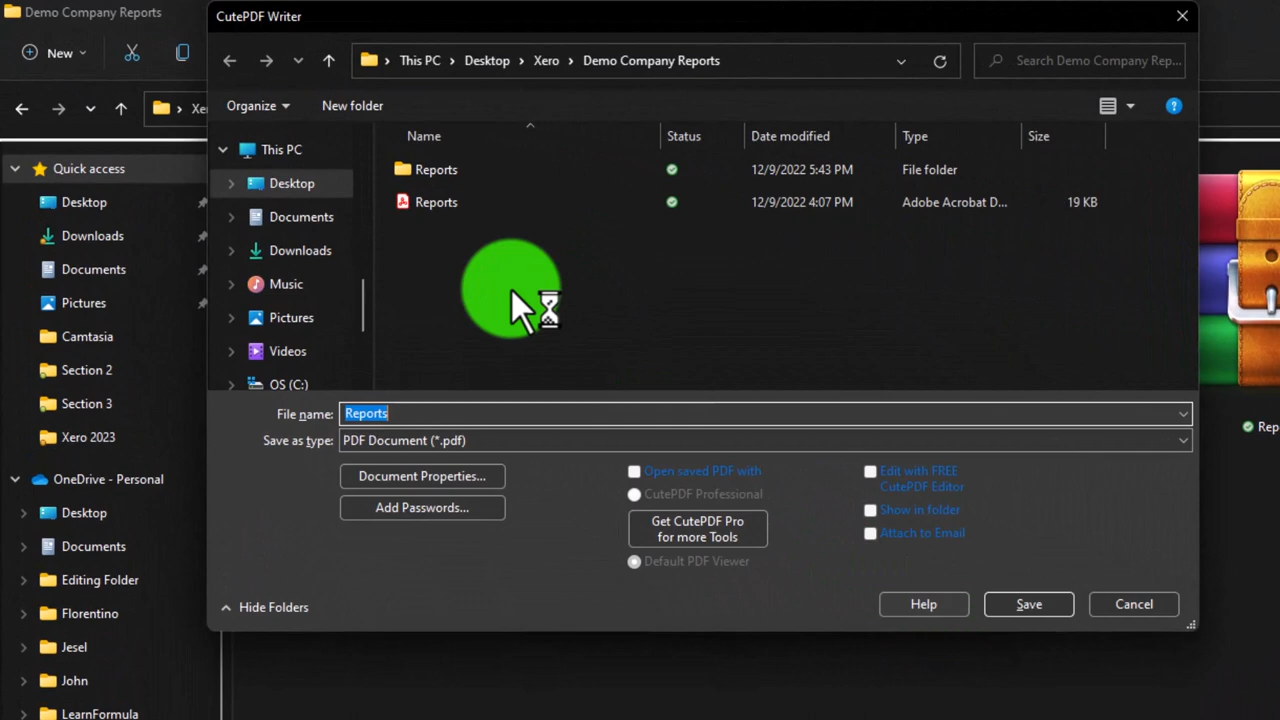 Demo Company Reports
CutePDF Writer
New
This PC
Desktop
Xero
Demo Company Reports
Search Demo Company Rep...
Organize
New folder
Name
Status
Date modified
Type
Size
Quick access
Desktop
Downloads
Documents
Pictures
Camtasia
Section 2
Section 3
Xero 2023
OneDrive - Personal
Desktop
Documents
Editing Folder
Florentino
Jesel
John
LearnFormula
This PC
Desktop
Documents
Downloads
Music
Pictures
Videos
OS (C:)
Reports 12/9/2022 5:43 PM File folder
Reports 12/9/2022 4:07 PM Adobe Acrobat D... 19 KB
File name: Reports
Save as type: PDF Document (*.pdf)
Document Properties...
Add Passwords...
Open saved PDF with
CutePDF Professional
Get CutePDF Pro
for more Tools
Default PDF Viewer
Edit with FREE
CutePDF Editor
Show in folder
Attach to Email
Hide Folders
Help
Save
Cancel